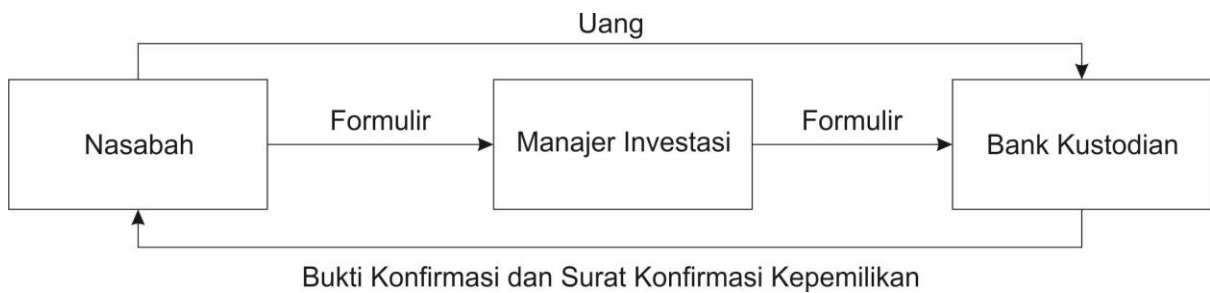 Uang
Nasabah
Formulir
Manajer Investasi
Formulir
Bank Kustodian
Bukti Konfirmasi dan Surat Konfirmasi Kepemilikan